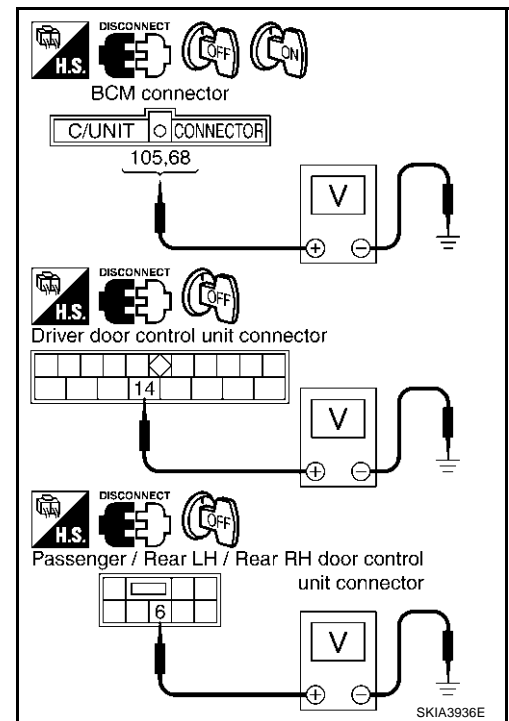 DISCONNECT
H.S. OFF ON
BCM connector
C/UNIT CONNECTOR
105,68
V
+ −
DISCONNECT
H.S. OFF
Driver door control unit connector
14
V
+ −
DISCONNECT
H.S. OFF
Passenger / Rear LH / Rear RH door control
unit connector
6
V
+ −
SKIA3936E